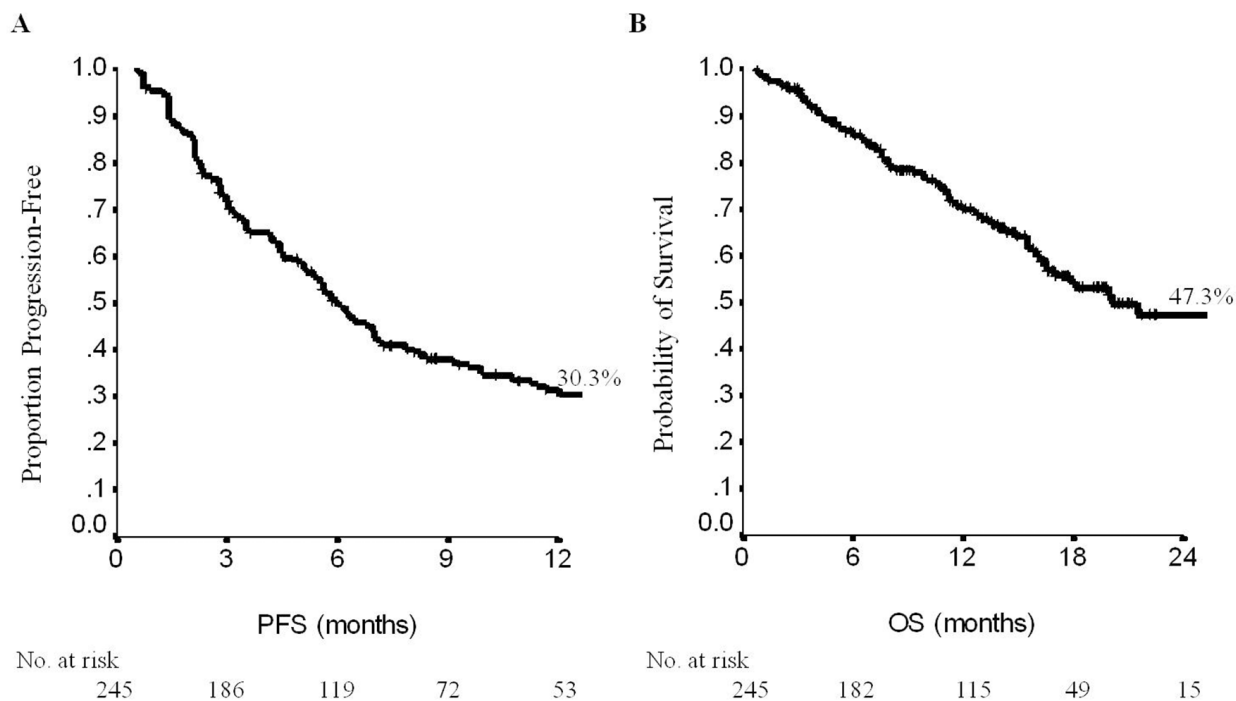 A
Proportion Progression-Free
1.0
.9
.8
.7
.6
.5
.4
.3
.2
.1
0.0
30.3%
0 3 6 9 12
PFS (months)
No. at risk
245 186 119 72 53
B
Probability of Survival
1.0
.9
.8
.7
.6
.5
.4
.3
.2
.1
0.0
47.3%
0 6 12 18 24
OS (months)
No. at risk
245 182 115 49 15